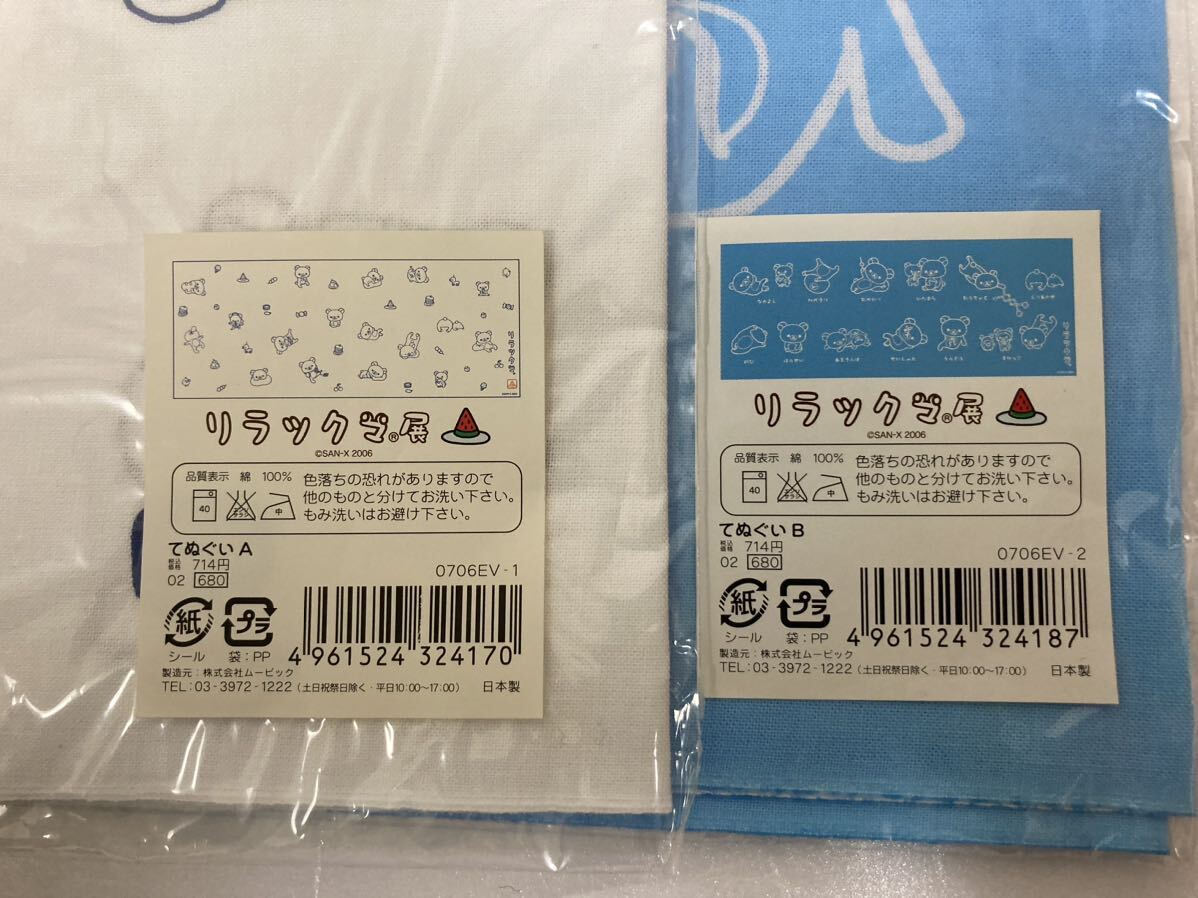 リラックマ®展
©SAN-X 2006
品質表示 綿 100%
40
中
色落ちの恐れがありますので
他のものと分けてお洗い下さい。
もみ洗いはお避け下さい。
てぬぐい A
税込価格 714円
02 680
0706EV-1
紙
プラ
シール 袋:PP
4 961524 324170
製造元:株式会社ムービック
TEL:03-3972-1222(土日祝祭日除く・平日10:00~17:00) 日本製
リラックマ®展
©SAN-X 2006
品質表示 綿 100%
40
中
色落ちの恐れがありますので
他のものと分けてお洗い下さい。
もみ洗いはお避け下さい。
てぬぐい B
税込価格 714円
02 680
0706EV-2
紙
プラ
シール 袋:PP
4 961524 324187
製造元:株式会社ムービック
TEL:03-3972-1222(土日祝祭日除く・平日10:00~17:00) 日本製